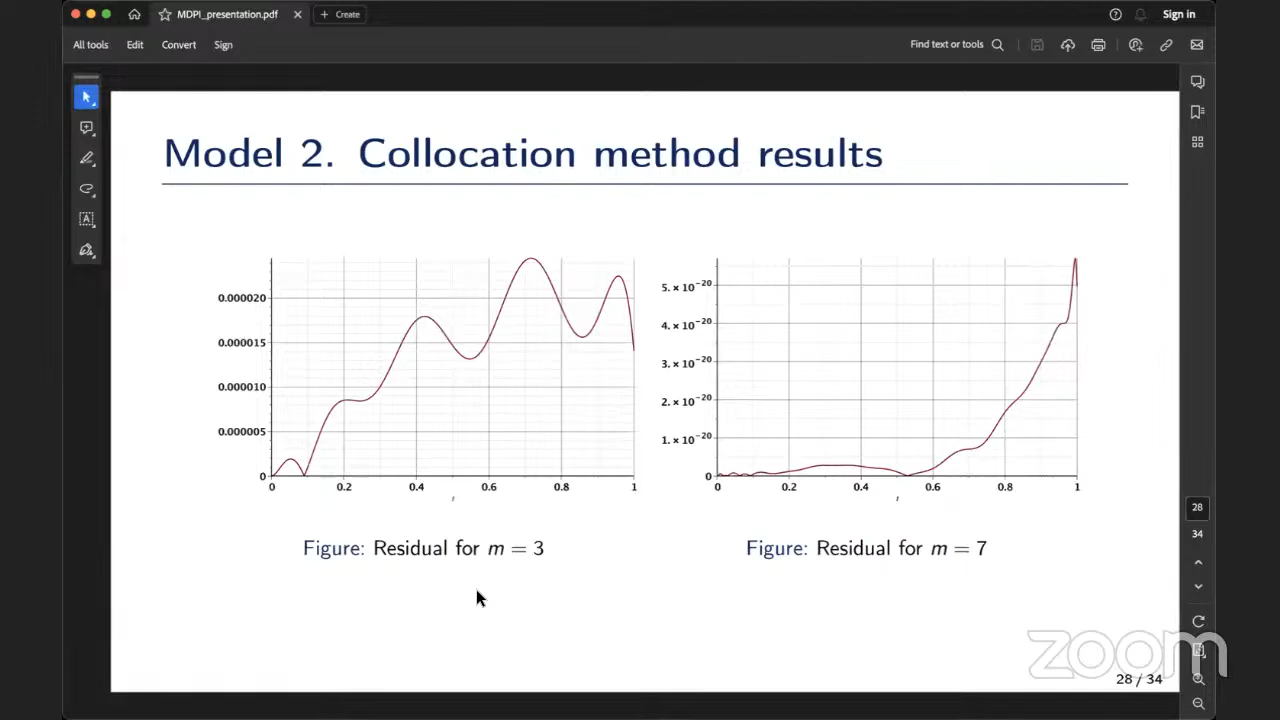 MDPI_presentation.pdf
Create
Sign in
All tools
Edit
Convert
Sign
Find text or tools
Model 2. Collocation method results
0.000020
0.000015
0.000010
0.000005
0
0
0.2
0.4
0.6
0.8
1
Figure: Residual for m = 3
5. × 10⁻²⁰
4. × 10⁻²⁰
3. × 10⁻²⁰
2. × 10⁻²⁰
1. × 10⁻²⁰
0
0
0.2
0.4
0.6
0.8
1
Figure: Residual for m = 7
28
34
zoom
28 / 34